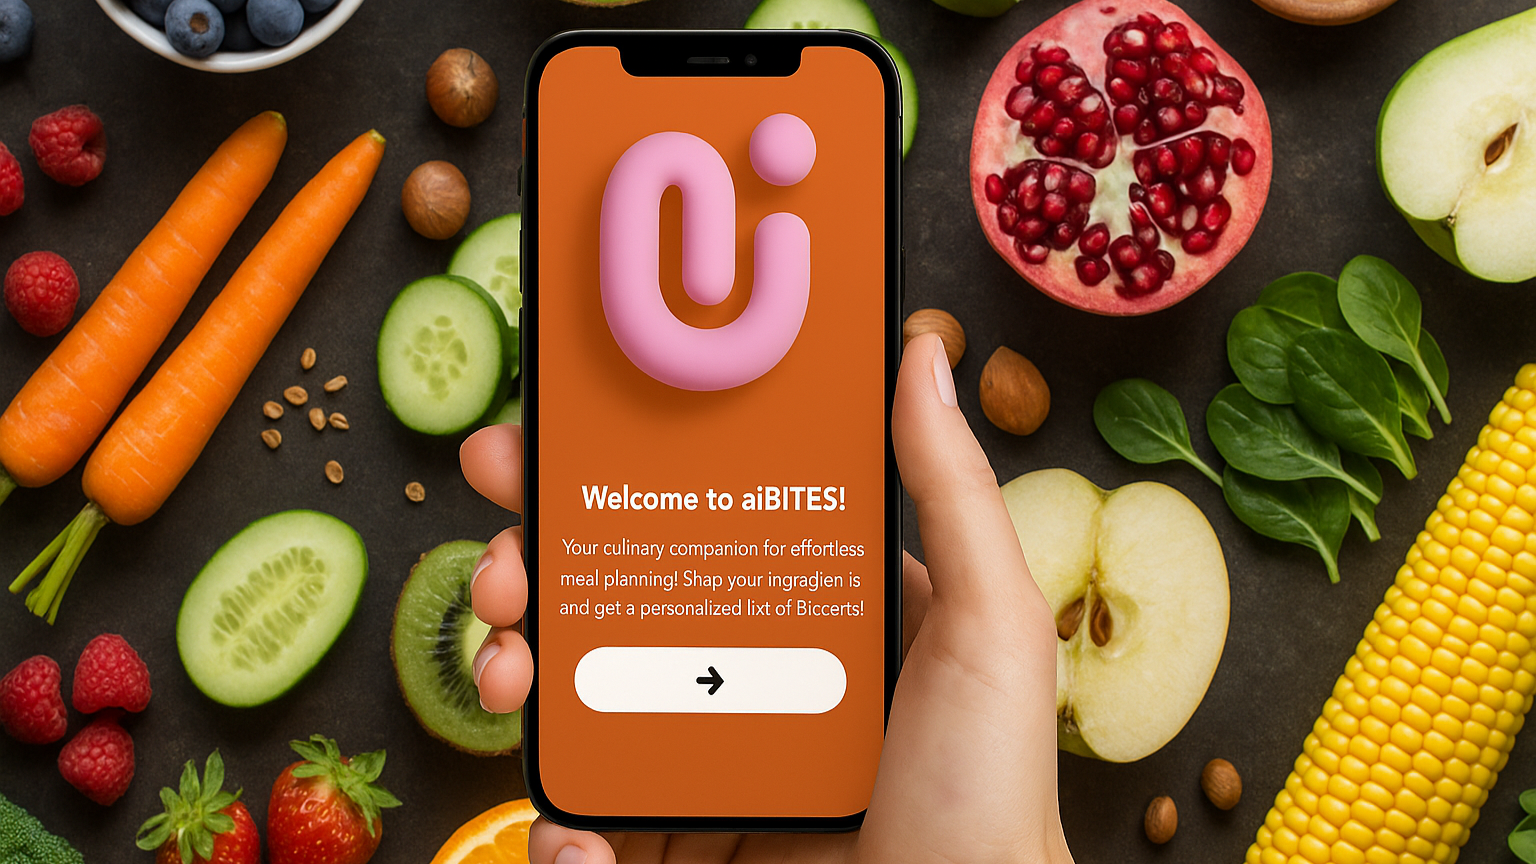 Welcome to aiBITES!
Your culinary companion for effortless
meal planning! Shap your ingradien is
and get a personalized lixt of Biccerts!